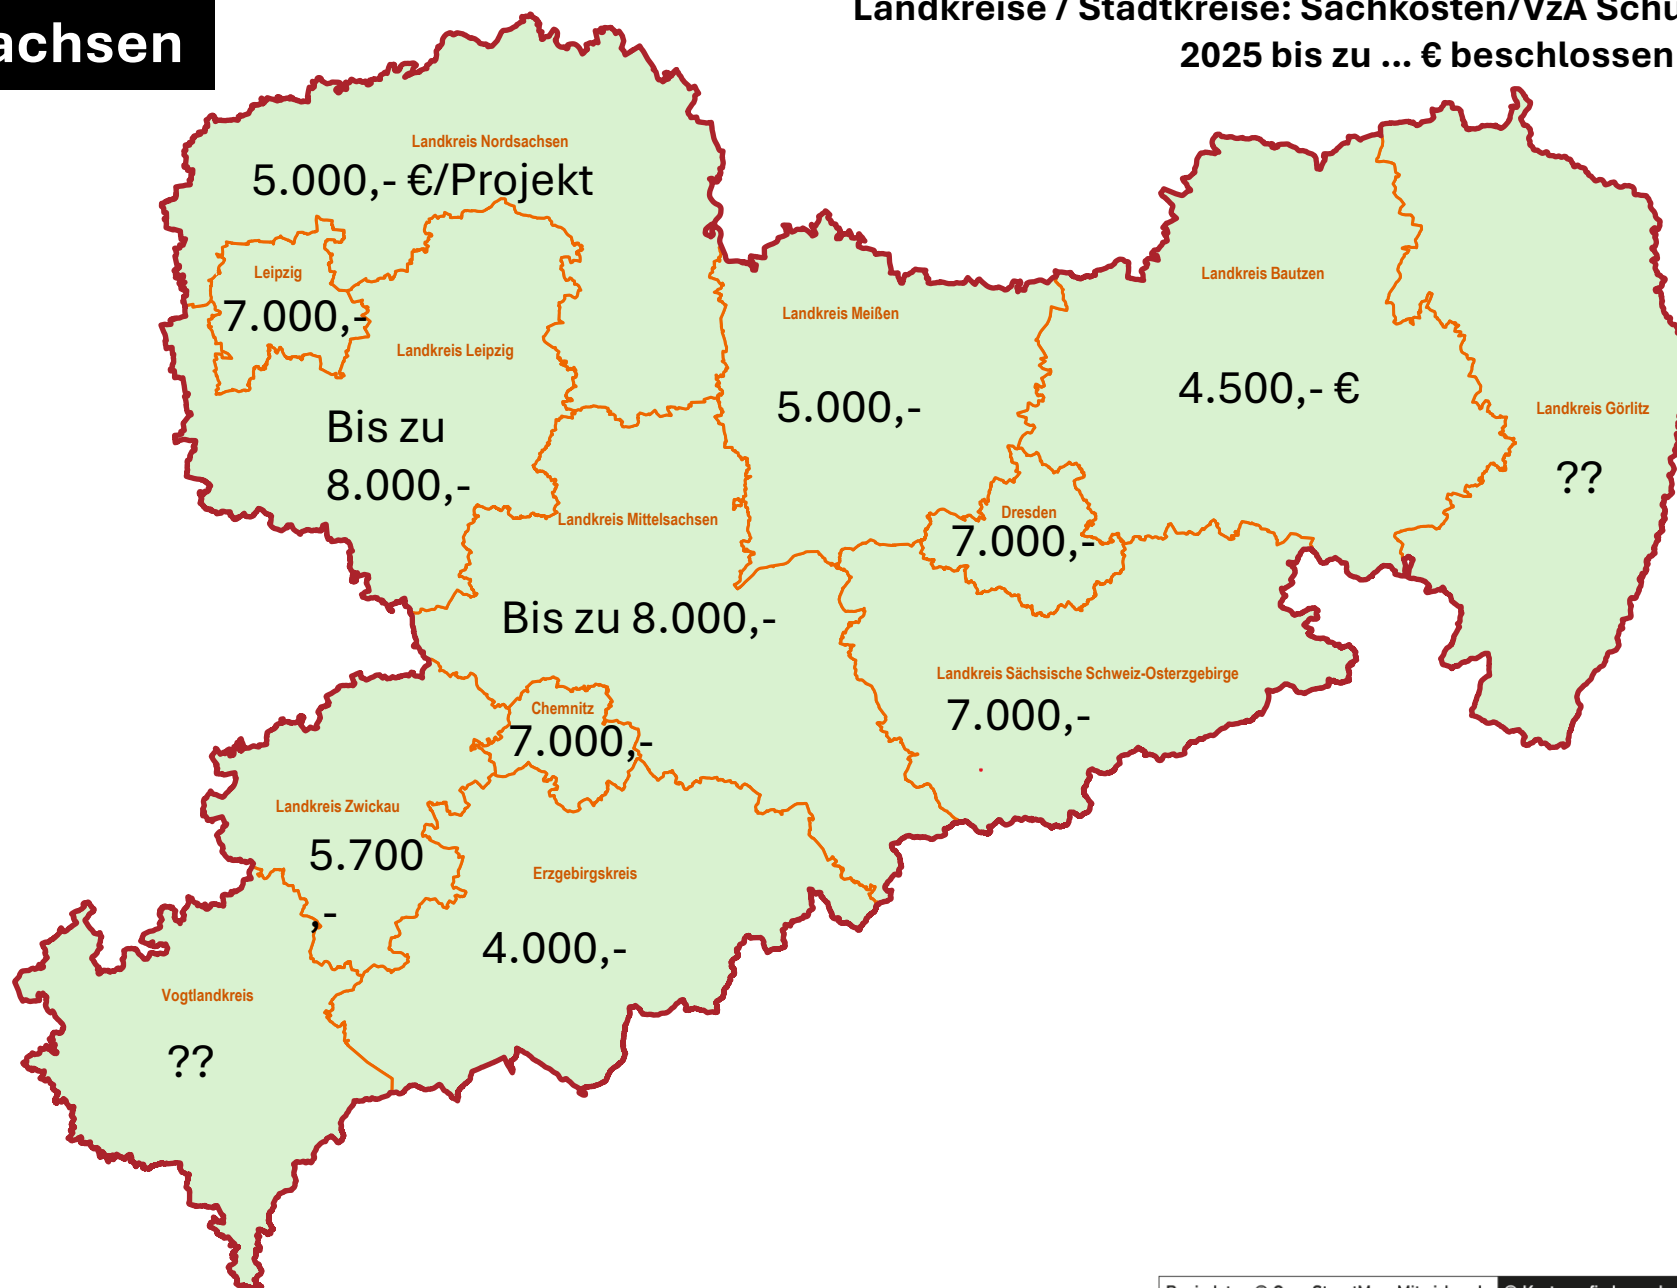 achsen
Landkreise / Stadtkreise: Sachkosten/VzA Schu
2025 bis zu ... € beschlossen
Landkreis Nordsachsen
5.000,- €/Projekt
Leipzig
7.000,-
Landkreis Leipzig
Bis zu
8.000,-
Landkreis Meißen
5.000,-
Landkreis Bautzen
4.500,- €
Landkreis Görlitz
??
Dresden
7.000,-
Landkreis Mittelsachsen
Bis zu 8.000,-
Landkreis Sächsische Schweiz-Osterzgebirge
7.000,-
Chemnitz
7.000,-
Landkreis Zwickau
5.700
,-
Erzgebirgskreis
4.000,-
Vogtlandkreis
??